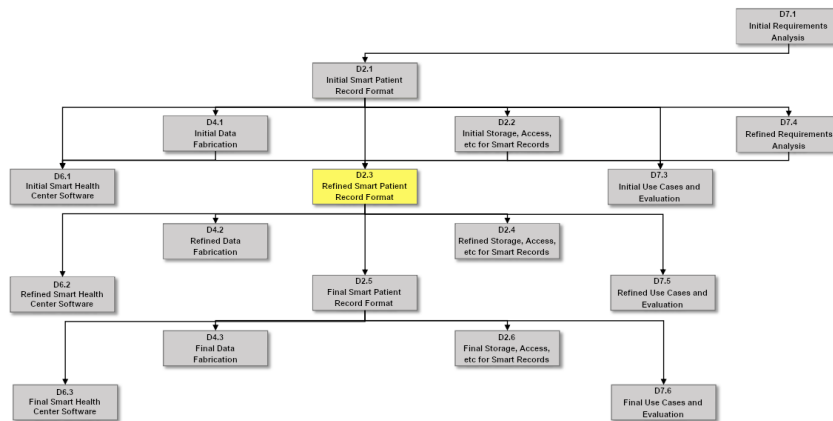 D7.1
Initial Requirements
Analysis
D2.1
Initial Smart Patient
Record Format
D4.1
Initial Data
Fabrication
D2.2
Initial Storage, Access,
etc for Smart Records
D7.4
Refined Requirements
Analysis
D6.1
Initial Smart Health
Center Software
D2.3
Refined Smart Patient
Record Format
D7.3
Initial Use Cases and
Evaluation
D4.2
Refined Data
Fabrication
D2.4
Refined Storage, Access,
etc for Smart Records
D6.2
Refined Smart Health
Center Software
D2.5
Final Smart Patient
Record Format
D7.5
Refined Use Cases and
Evaluation
D4.3
Final Data
Fabrication
D2.6
Final Storage, Access,
etc for Smart Records
D6.3
Final Smart Health
Center Software
D7.6
Final Use Cases and
Evaluation